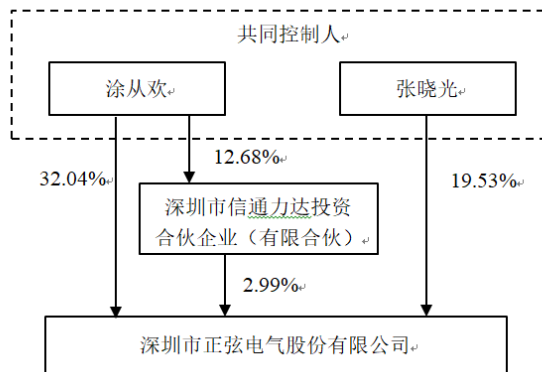 共同控制人
涂从欢
张晓光
12.68%
32.04%
19.53%
深圳市信通力达投资
合伙企业（有限合伙）
2.99%
深圳市正弦电气股份有限公司